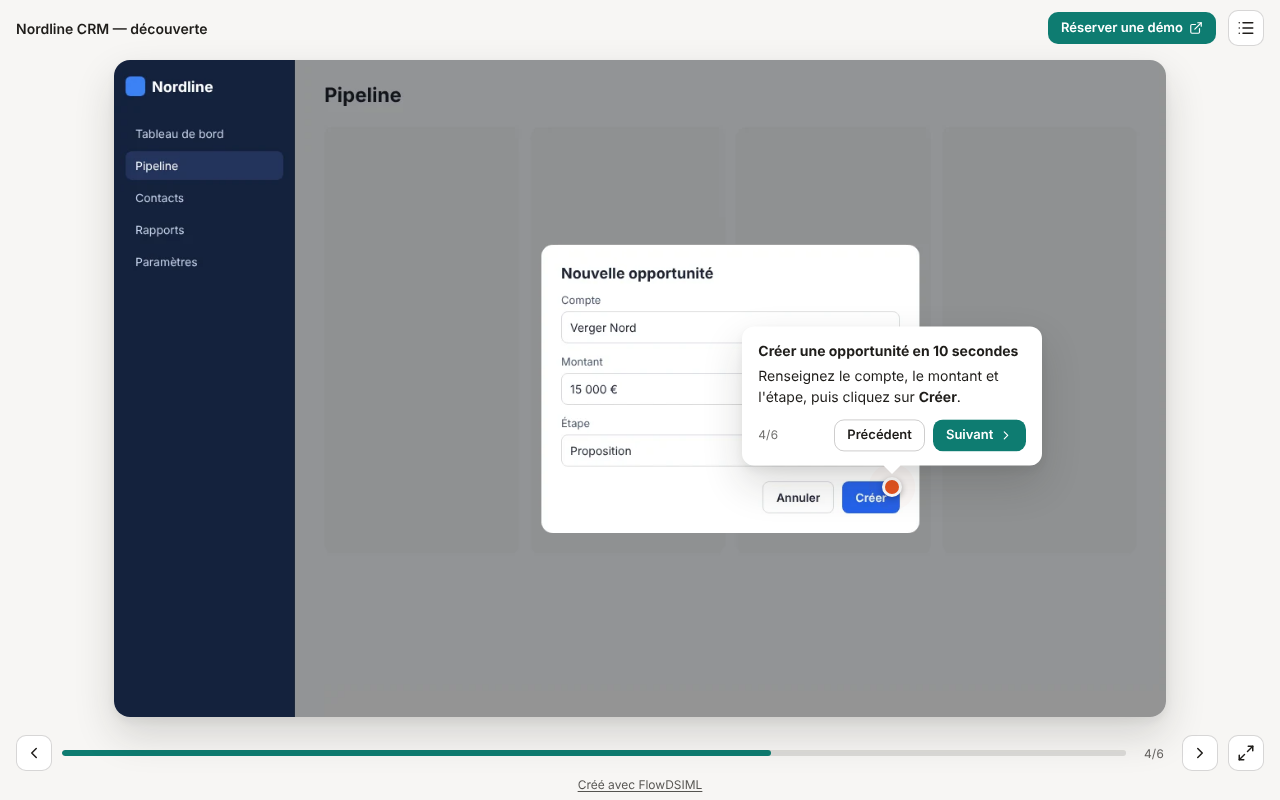 Nordline CRM — découverte
Réserver une démo
Nordline
Tableau de bord
Pipeline
Contacts
Rapports
Paramètres
Pipeline
Nouvelle opportunité
Compte
Verger Nord
Montant
15 000 €
Étape
Proposition
Annuler
Créer
Créer une opportunité en 10 secondes
Renseignez le compte, le montant et
l'étape, puis cliquez sur Créer.
4/6
Précédent
Suivant
4/6
Créé avec FlowDSIML